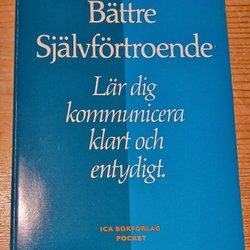 Bättre
Självförtroende
Lär dig
kommunicera
klart och
entydigt.
ICA BOKFÖRLAG
POCKET